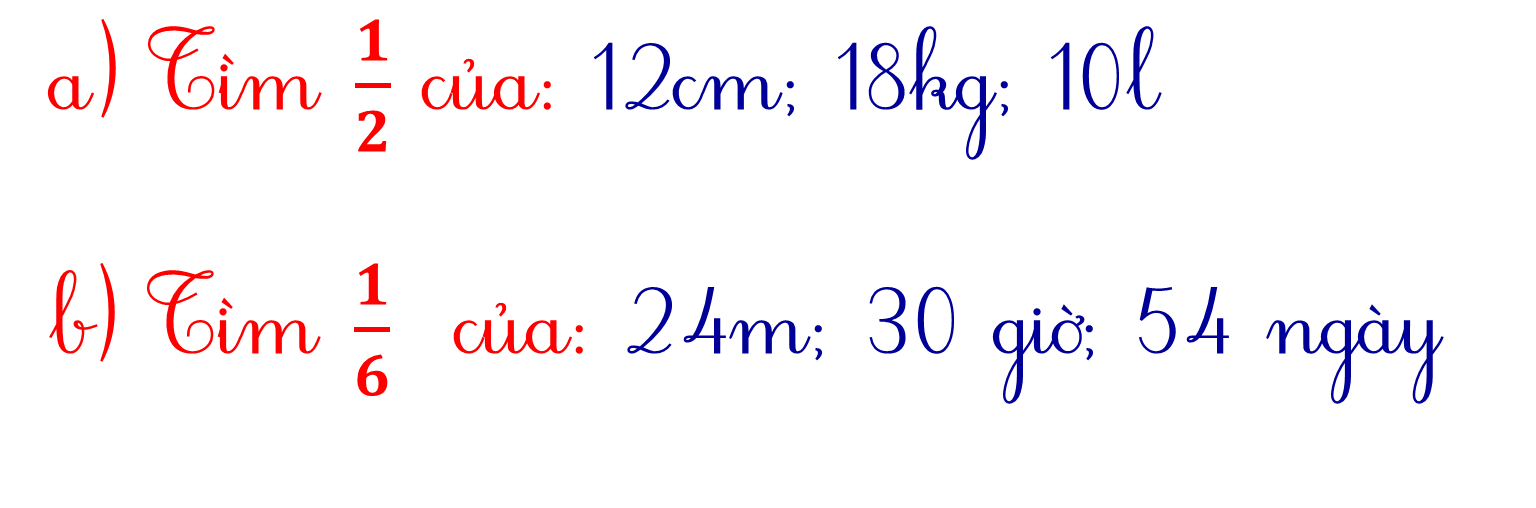 a) Tìm 1/2 của: 12cm; 18kg; 10l
b) Tìm 1/6 của: 24m; 30 giờ; 54 ngày